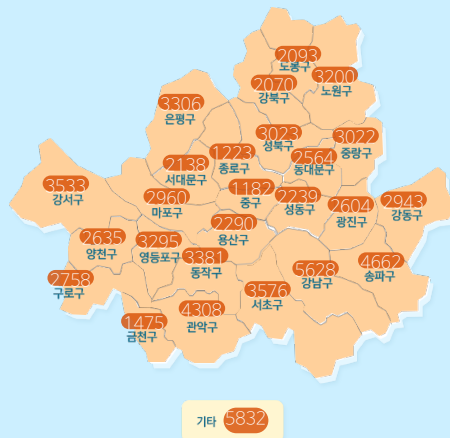 2093
도봉구
2070
강북구
3200
노원구
3306
은평구
3023
성북구
3022
중랑구
1223
종로구
2564
동대문구
2138
서대문구
3533
강서구
2960
마포구
1182
중구
2239
성동구
2604
광진구
2943
강동구
2290
용산구
2635
양천구
3295
영등포구
3381
동작구
5628
강남구
4662
송파구
2758
구로구
3576
서초구
1475
금천구
4308
관악구
기타 5832